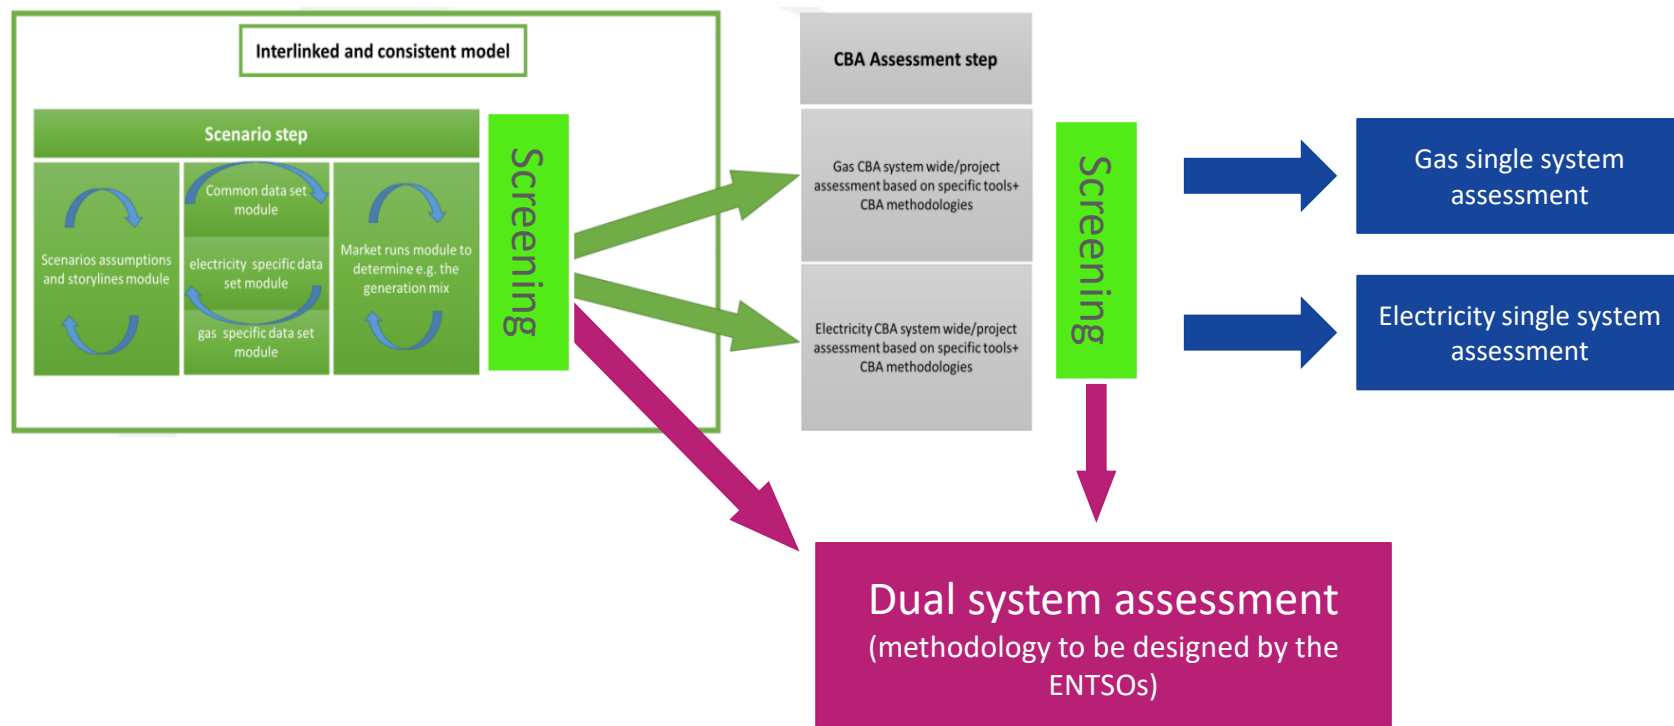 Interlinked and consistent model
Scenario step
Scenarios assumptions
and storylines module
Common data set
module
electricity specific data
set module
gas specific data set
module
Market runs module to
determine e.g. the
generation mix
Screening
CBA Assessment step
Gas CBA system wide/project
assessment based on specific tools+
CBA methodologies
Electricity CBA system wide/project
assessment based on specific tools+
CBA methodologies
Screening
Gas single system
assessment
Electricity single system
assessment
Dual system assessment
(methodology to be designed by the
ENTSOs)